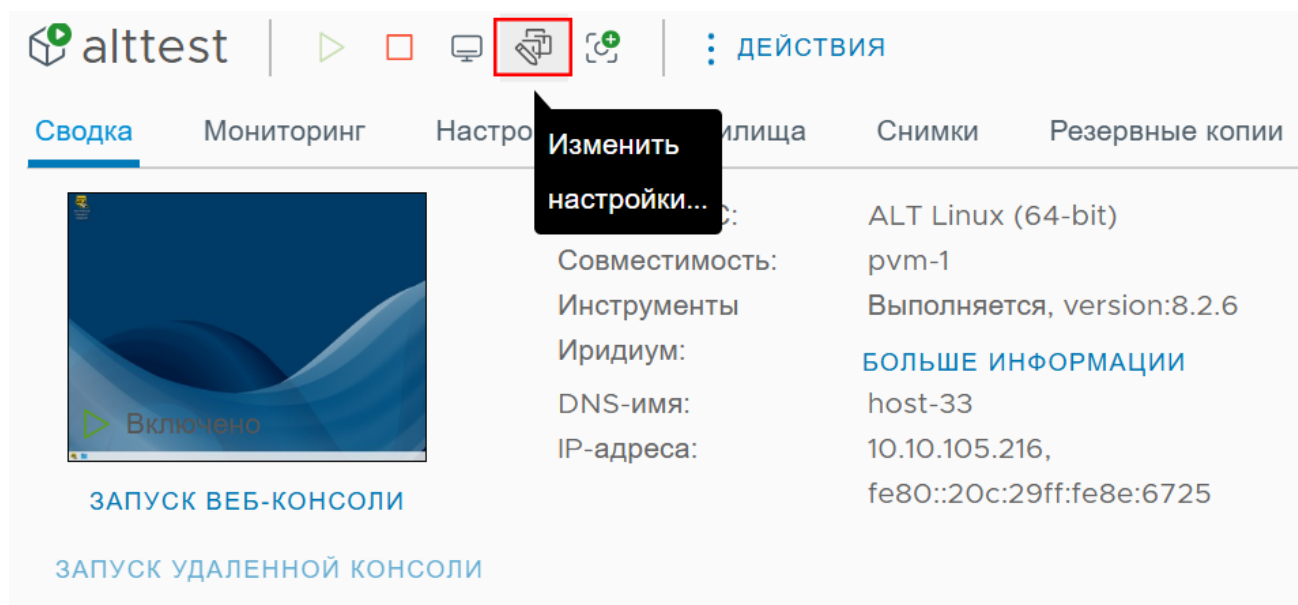 alttest
ДЕЙСТВИЯ
Сводка Мониторинг Настро илища Снимки Резервные копии
Изменить
настройки...
ALT Linux (64-bit)
Совместимость: pvm-1
Инструменты Выполняется, version:8.2.6
Иридиум:
БОЛЬШЕ ИНФОРМАЦИИ
DNS-имя: host-33
IP-адреса: 10.10.105.216,
fe80::20c:29ff:fe8e:6725
Включено
ЗАПУСК ВЕБ-КОНСОЛИ
ЗАПУСК УДАЛЕННОЙ КОНСОЛИ